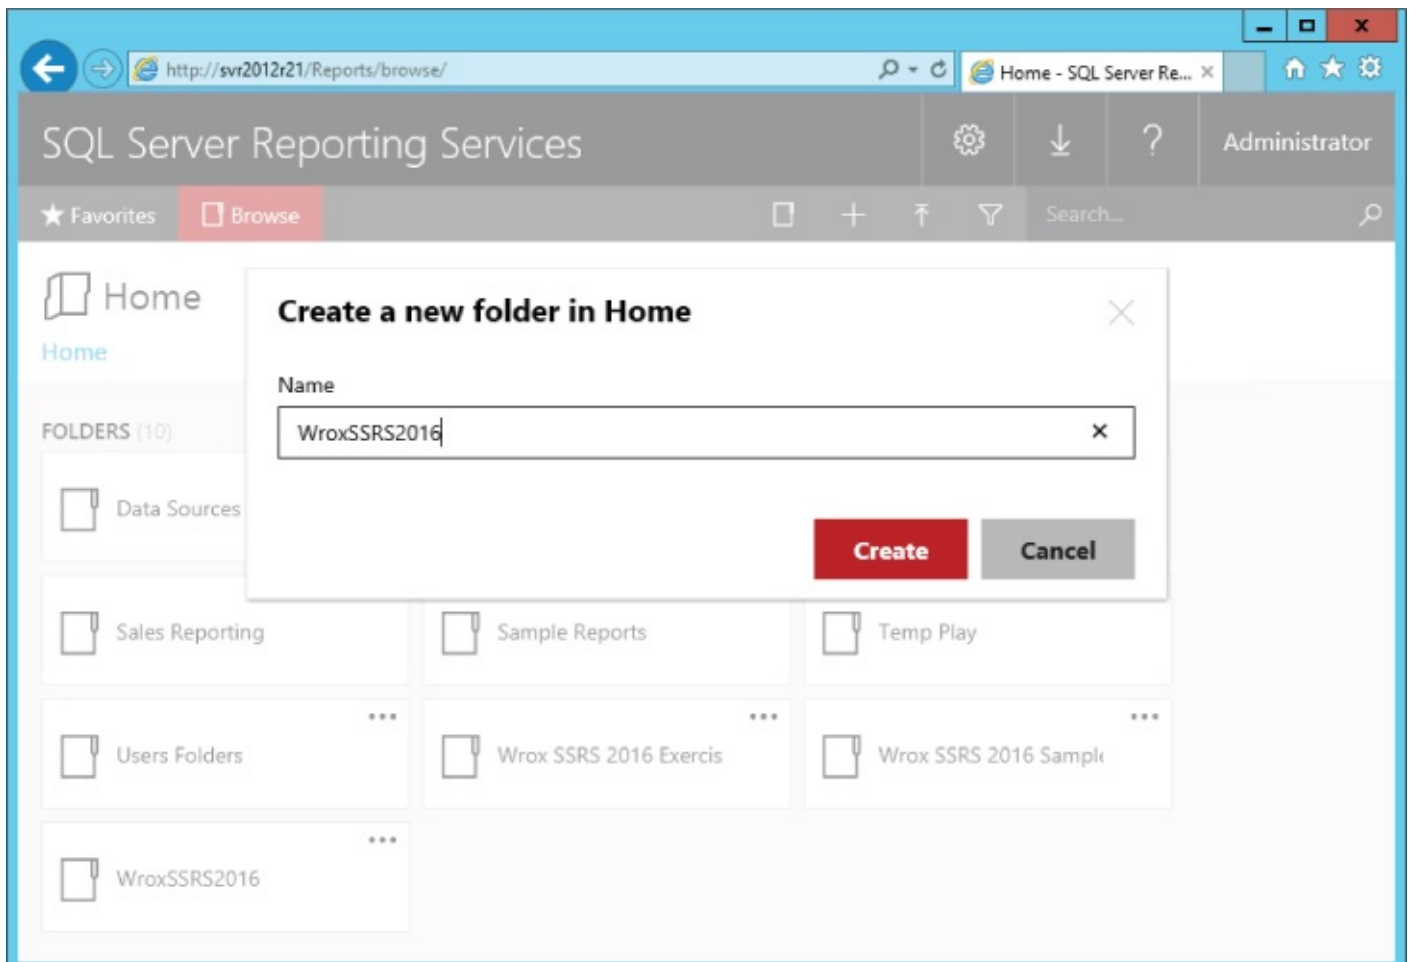 http://svr2012r21/Reports/browse/
Home - SQL Server Re...
SQL Server Reporting Services
?
Administrator
Favorites
Browse
Search...
Home
Home
Create a new folder in Home
Name
WroxSSRS2016
Create
Cancel
FOLDERS (10)
Data Sources
Sales Reporting
Sample Reports
Temp Play
Users Folders
Wrox SSRS 2016 Exercis
Wrox SSRS 2016 Sample
WroxSSRS2016